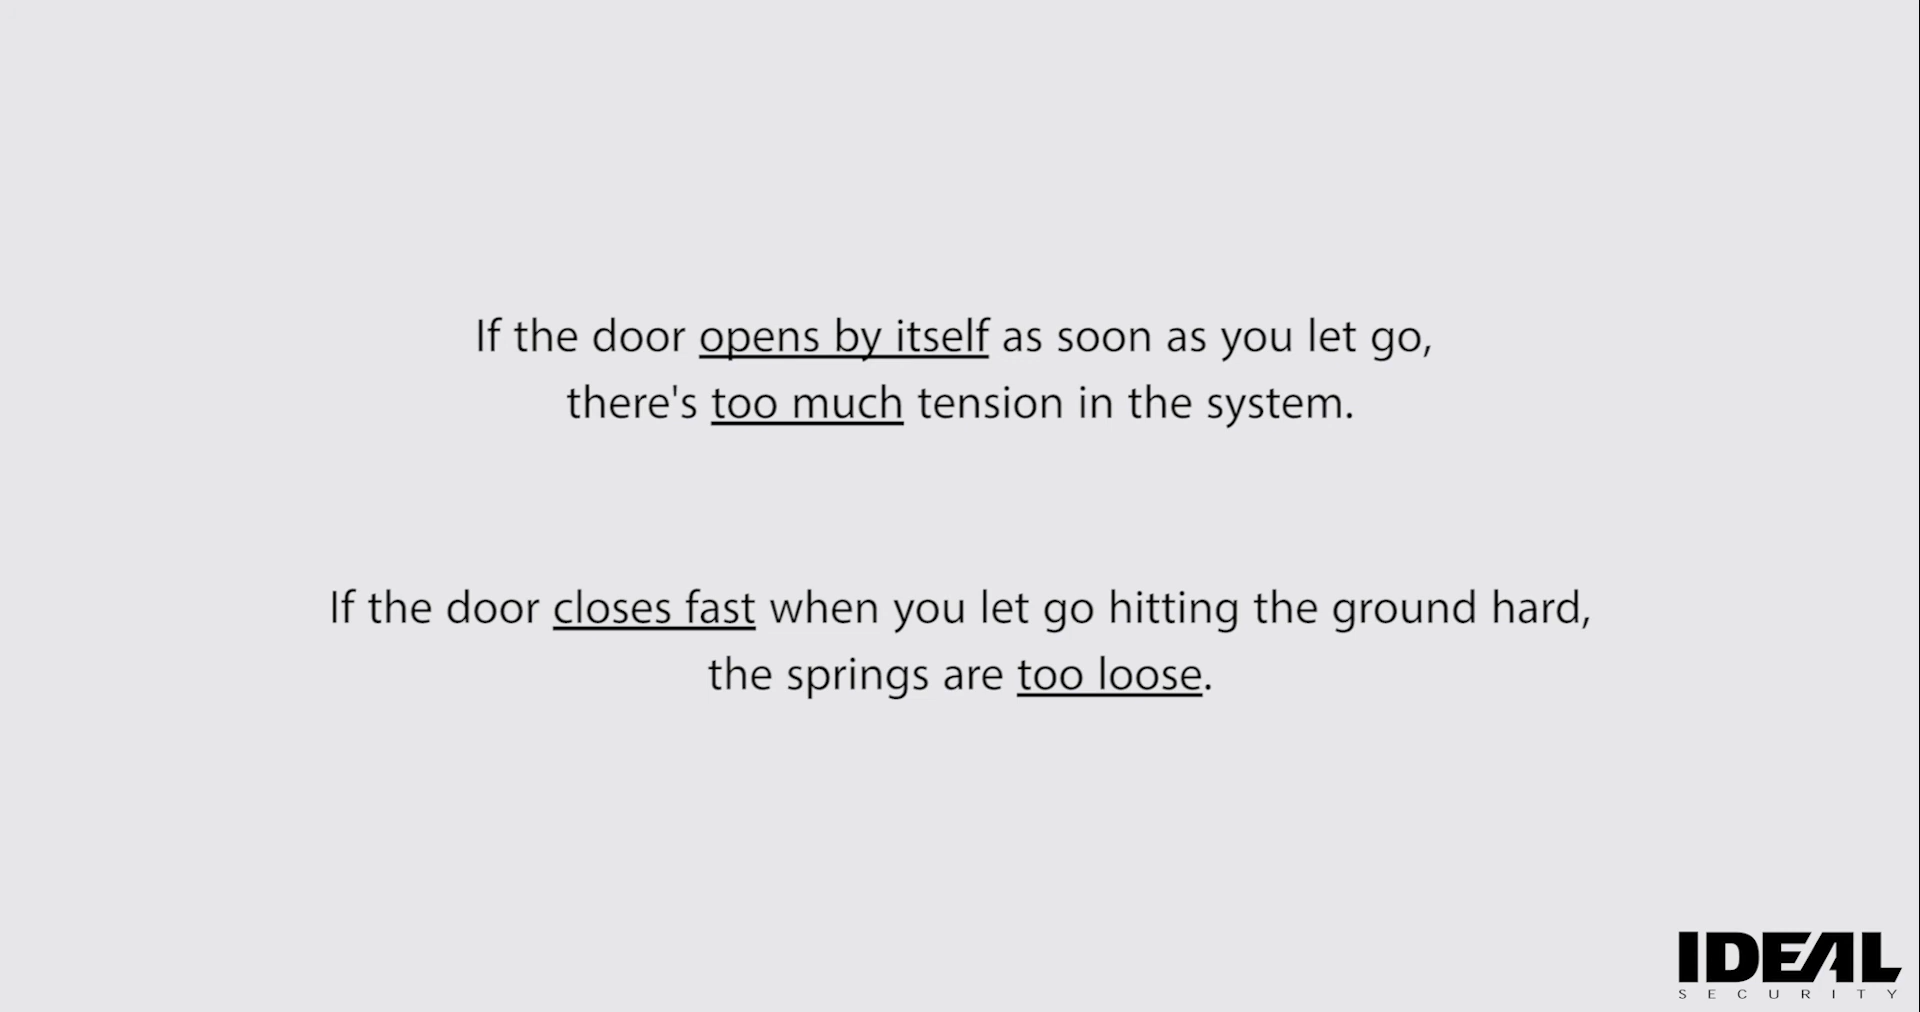 If the door opens by itself as soon as you let go,
there's too much tension in the system.
If the door closes fast when you let go hitting the ground hard,
the springs are too loose.
IDEAL
SECURITY